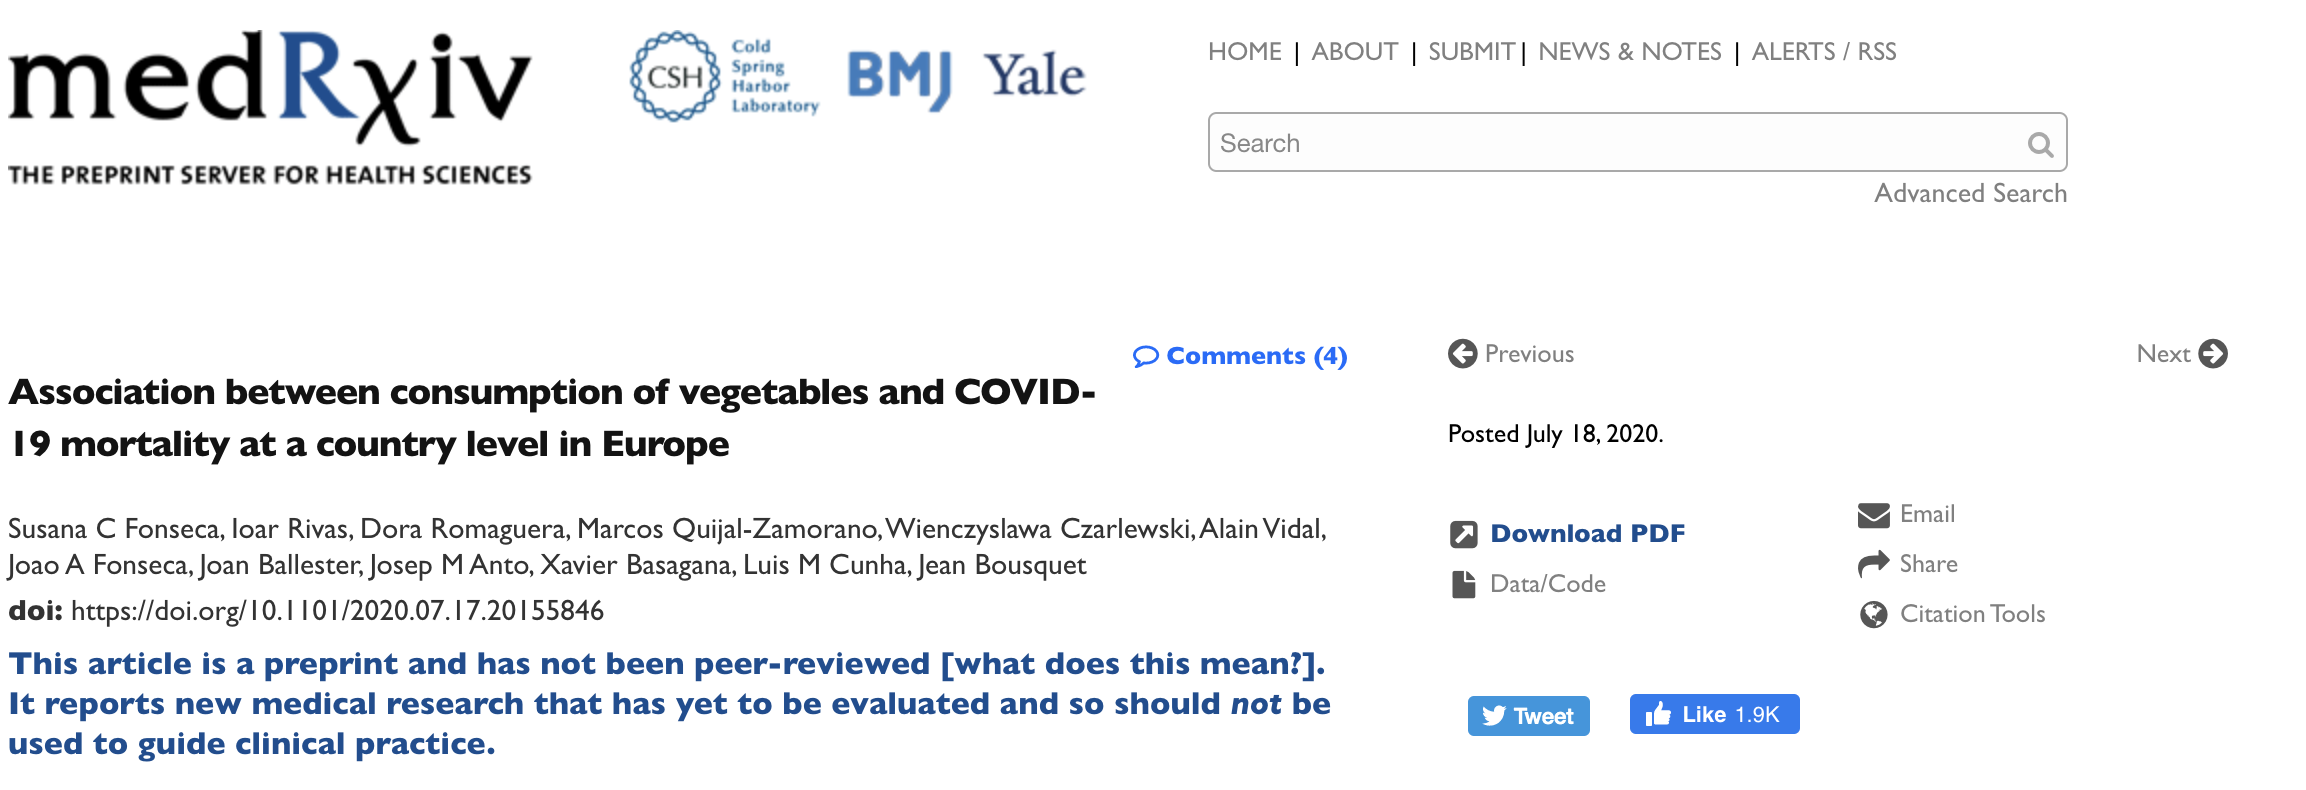 medRxiv
THE PREPRINT SERVER FOR HEALTH SCIENCES
CSH
Cold
Spring
Harbor
Laboratory
BMJ
Yale
HOME | ABOUT | SUBMIT | NEWS & NOTES | ALERTS / RSS
Search
Advanced Search
Comments (4)
Association between consumption of vegetables and COVID-
19 mortality at a country level in Europe
Susana C Fonseca, Ioar Rivas, Dora Romaguera, Marcos Quijal-Zamorano, Wienczyslawa Czarlewski, Alain Vidal,
Joao A Fonseca, Joan Ballester, Josep M Anto, Xavier Basagana, Luis M Cunha, Jean Bousquet
doi: https://doi.org/10.1101/2020.07.17.20155846
This article is a preprint and has not been peer-reviewed [what does this mean?].
It reports new medical research that has yet to be evaluated and so should not be
used to guide clinical practice.
Previous
Next
Posted July 18, 2020.
Download PDF
Data/Code
Email
Share
Citation Tools
Tweet
Like 1.9K